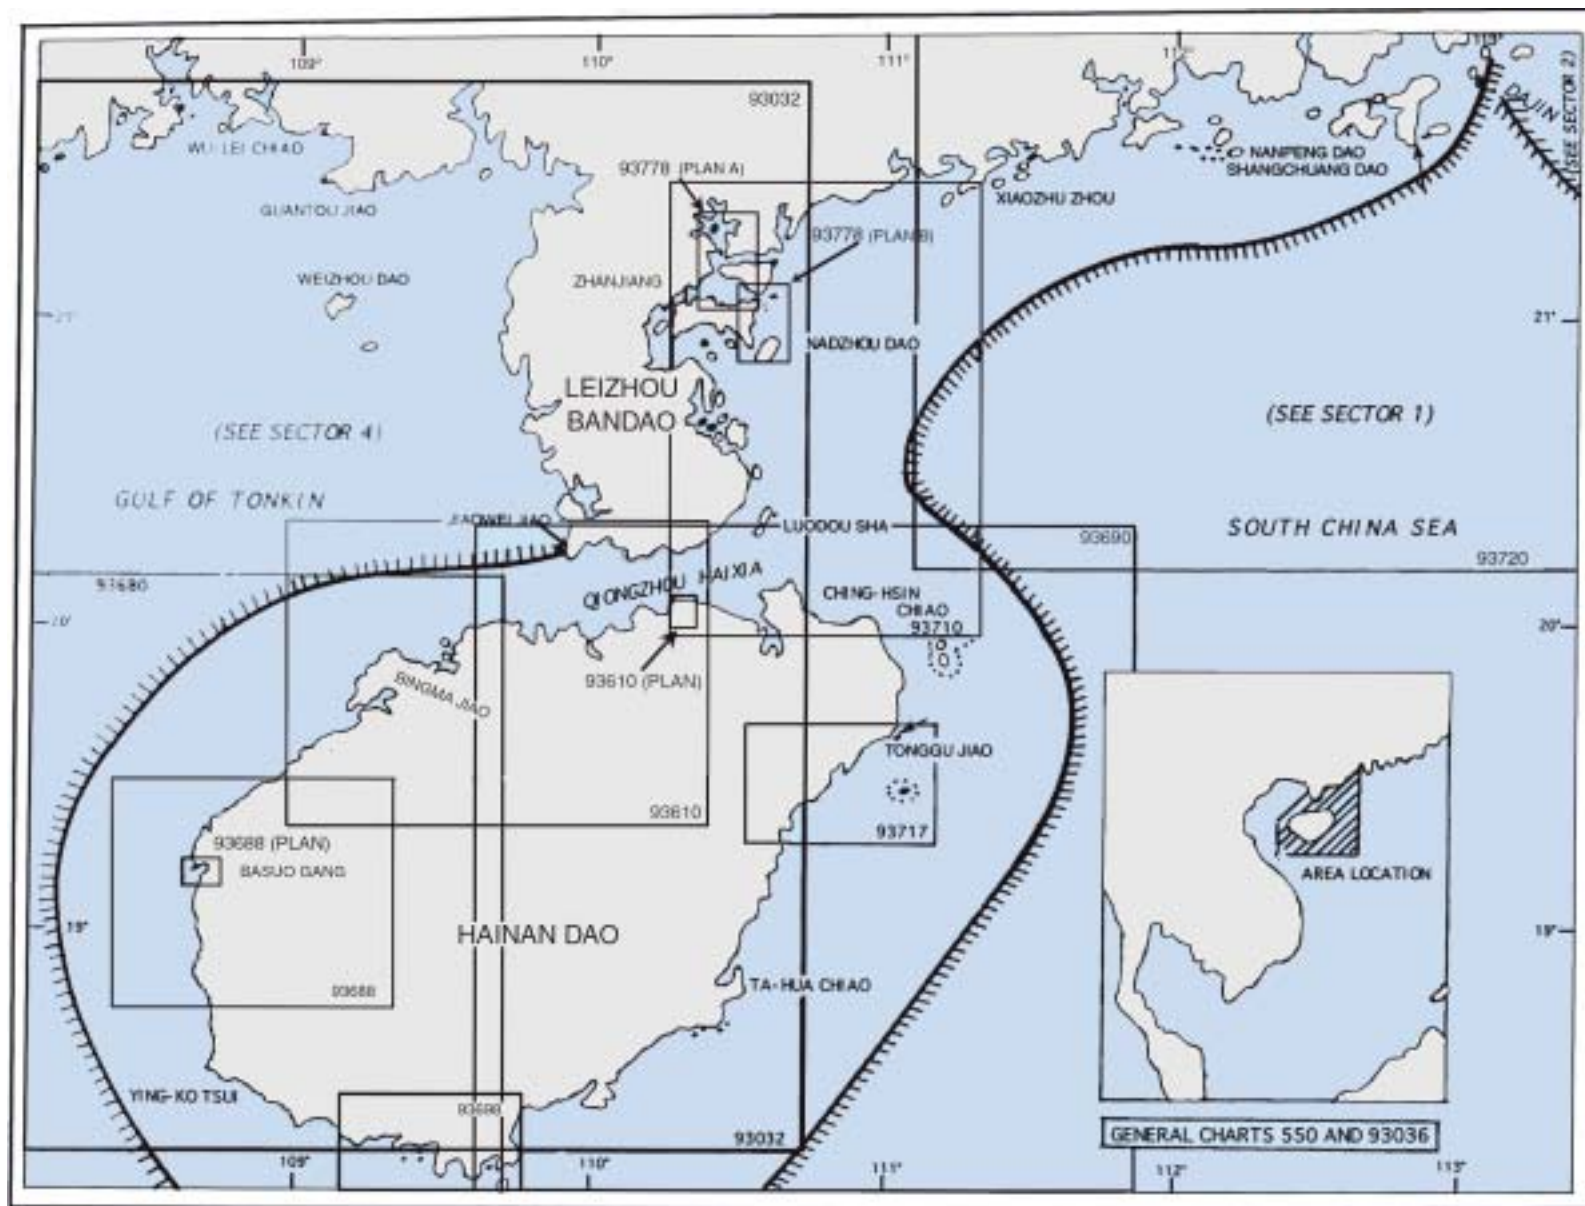 109°
110°
111°
112°
113°
(SEE SECTOR 2)
DAJIN
93032
WU LEI CHIAO
93778 (PLAN A)
NANPENG DAO
SHANGCHUANG DAO
GUANTOU JIAO
XIAOZHU ZHOU
93778 (PLAN B)
WEIZHOU DAO
ZHANJIANG
21°
21°
NADZHOU DAO
LEIZHOU
BANDAO
(SEE SECTOR 4)
(SEE SECTOR 1)
GULF OF TONKIN
JIAOWEI JIAO
LUODOU SHA
SOUTH CHINA SEA
93690
93720
93680
QIONGZHOU HAIXIA
CHING-HSIN
CHIAO
93710
20°
20°
BINGMA JIAO
93610 (PLAN)
TONGGU JIAO
93610
93717
93688 (PLAN)
BASUO GANG
AREA LOCATION
HAINAN DAO
19°
19°
93688
TA-HUA CHIAO
YING-KO TSUI
93698
93032
GENERAL CHARTS 550 AND 93036
109°
110°
111°
112°
113°